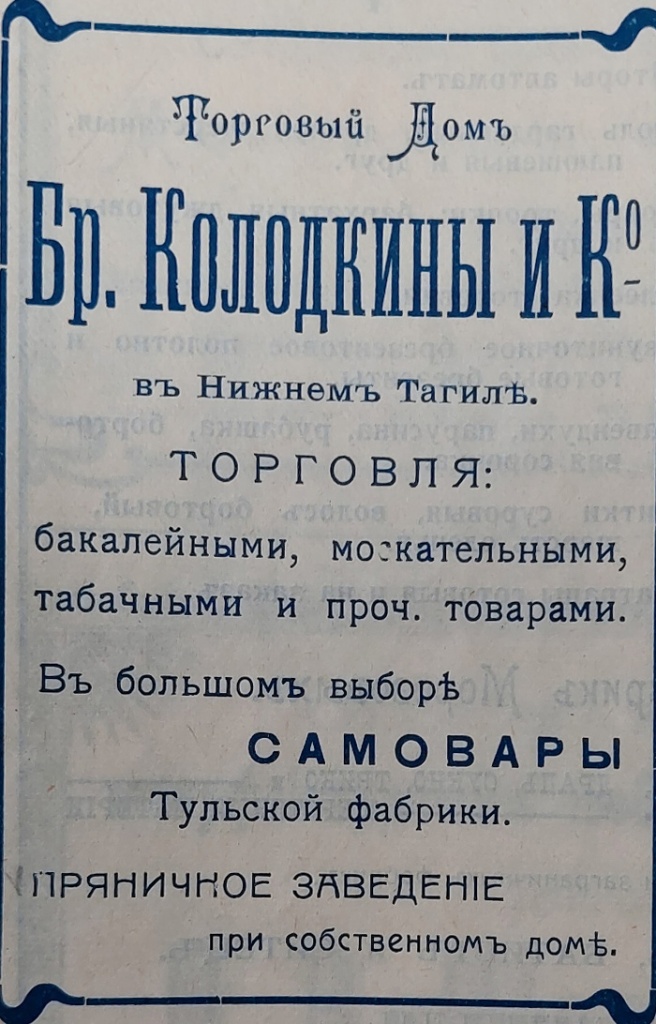 Торговый Домъ
Бр. Колодкины и Ко
въ Нижнемъ Тагилѣ.
ТОРГОВЛЯ:
бакалейными, москательными,
табачными и проч. товарами.
Въ большомъ выборѣ
САМОВАРЫ
Тульской фабрики.
ПРЯНИЧНОЕ ЗАВЕДЕНІЕ
при собственномъ домѣ.